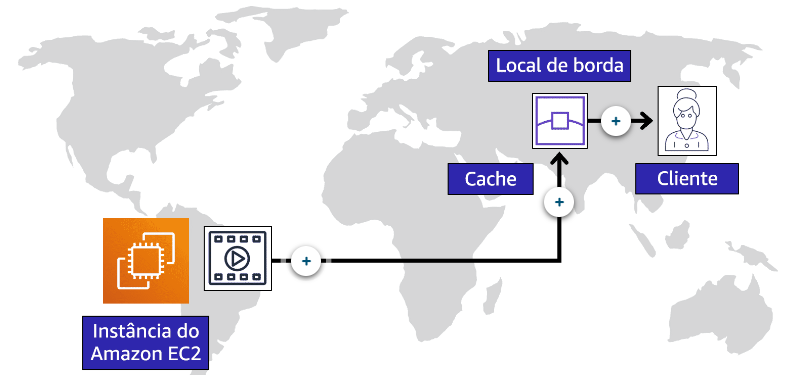 Local de borda
Cache
Cliente
Instância do
Amazon EC2
+
+
+